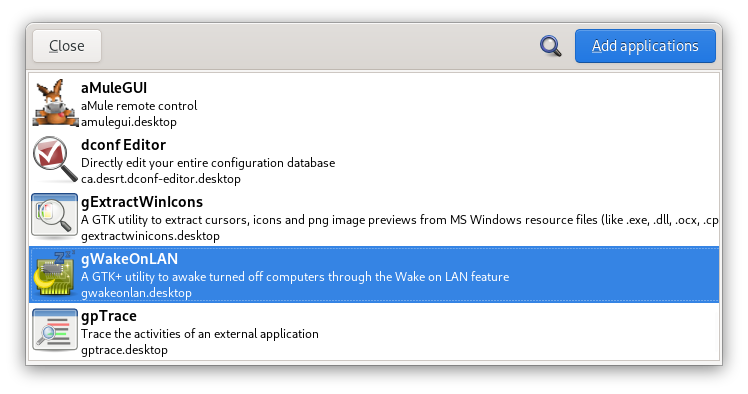 Close
Add applications
aMuleGUI
aMule remote control
amulegui.desktop
dconf Editor
Directly edit your entire configuration database
ca.desrt.dconf-editor.desktop
gExtractWinIcons
A GTK utility to extract cursors, icons and png image previews from MS Windows resource files (like .exe, .dll, .ocx, .cp
gextractwinicons.desktop
gWakeOnLAN
A GTK+ utility to awake turned off computers through the Wake on LAN feature
gwakeonlan.desktop
gpTrace
Trace the activities of an external application
gptrace.desktop